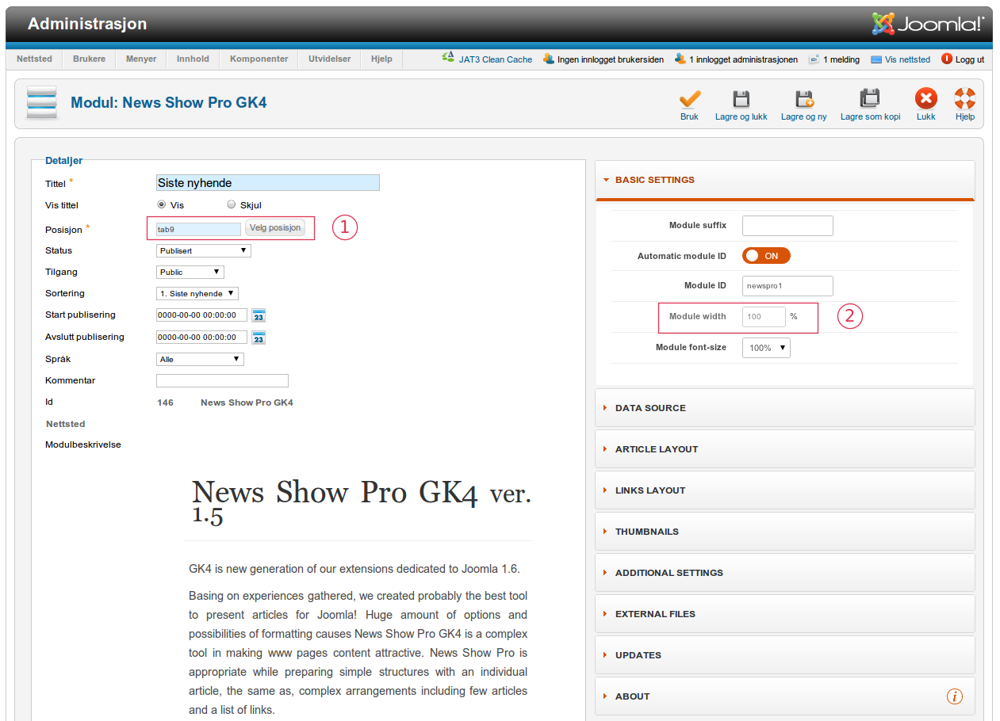 Administrasjon
Joomla!
Nettsted Brukere Menyer Innhold Komponenter Utvidelser Hjelp JAT3 Clean Cache Ingen innlogget brukersiden 1 innlogget administrasjonen 1 melding Vis nettsted Logg ut
Modul: News Show Pro GK4
Bruk Lagre og lukk Lagre og ny Lagre som kopi Lukk Hjelp
Detaljer
Tittel * Siste nyhende
Vis tittel Vis Skjul
Posisjon * tab9 Velg posisjon 1
Status Publisert
Tilgang Public
Sortering 1. Siste nyhende
Start publisering 0000-00-00 00:00:00 23
Avslutt publisering 0000-00-00 00:00:00 23
Språk Alle
Kommentar
Id 146 News Show Pro GK4
Nettsted
Modulbeskrivelse
News Show Pro GK4 ver.
1.5
GK4 is new generation of our extensions dedicated to Joomla 1.6.
Basing on experiences gathered, we created probably the best tool
to present articles for Joomla! Huge amount of options and
possibilities of formatting causes News Show Pro GK4 is a complex
tool in making www pages content attractive. News Show Pro is
appropriate while preparing simple structures with an individual
article, the same as, complex arrangements including few articles
and a list of links.
BASIC SETTINGS
Module suffix
Automatic module ID ON
Module ID newspro1
Module width 100 % 2
Module font-size 100%
DATA SOURCE
ARTICLE LAYOUT
LINKS LAYOUT
THUMBNAILS
ADDITIONAL SETTINGS
EXTERNAL FILES
UPDATES
ABOUT i